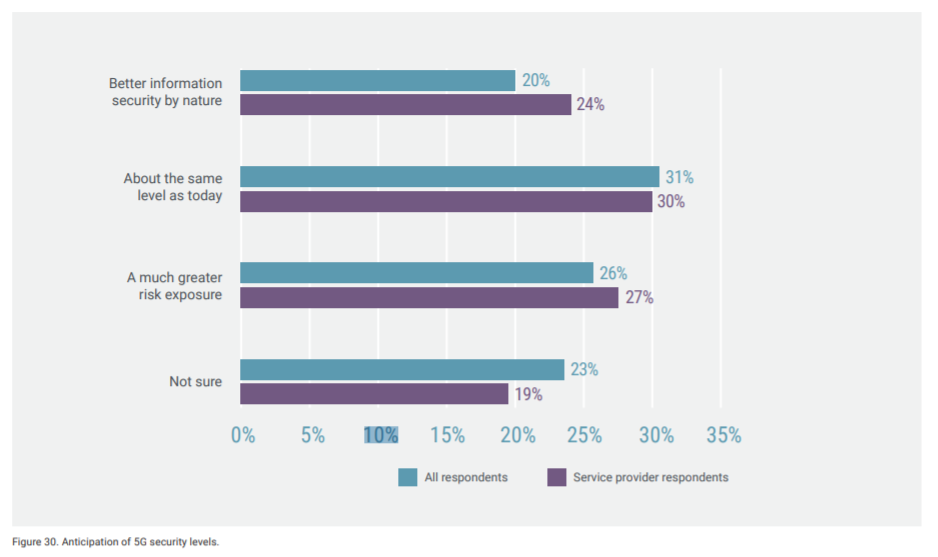 Better information
security by nature
20%
24%
About the same
level as today
31%
30%
A much greater
risk exposure
26%
27%
Not sure
23%
19%
0% 5% 10% 15% 20% 25% 30% 35%
All respondents Service provider respondents
Figure 30. Anticipation of 5G security levels.